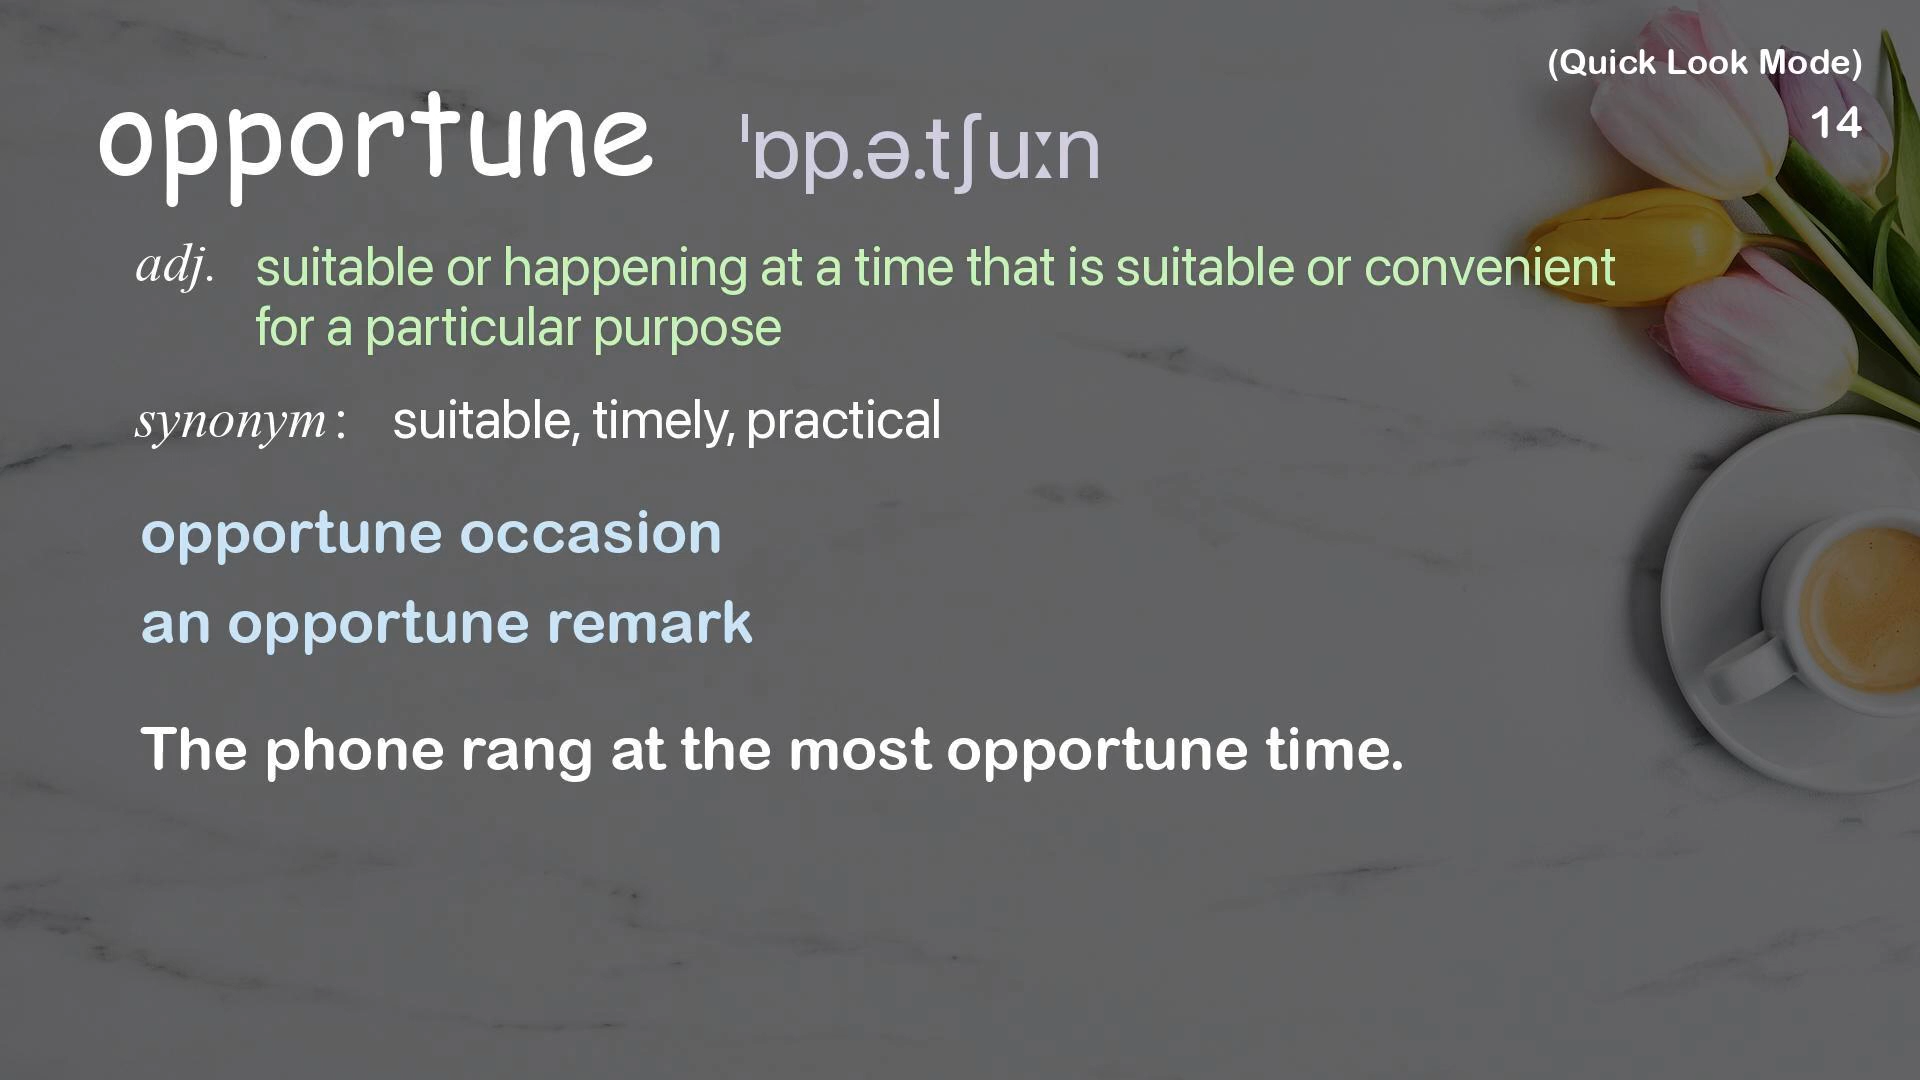 (Quick Look Mode)
14
opportune ˈɒp.ə.tʃuːn
adj. suitable or happening at a time that is suitable or convenient
for a particular purpose
synonym: suitable, timely, practical
opportune occasion
an opportune remark
The phone rang at the most opportune time.